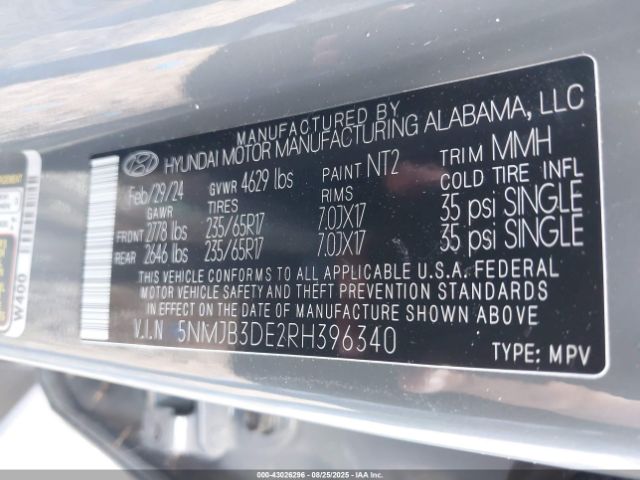 MANUFACTURED BY
HYUNDAI MOTOR MANUFACTURING ALABAMA, LLC
Feb/29/24 GVWR 4629 lbs PAINT NT2 TRIM MMH
GAWR TIRES RIMS COLD TIRE INFL
FRONT 2778 lbs 235/65R17 7.0JX17 35 psi SINGLE
REAR 2646 lbs 235/65R17 7.0JX17 35 psi SINGLE
THIS VEHICLE CONFORMS TO ALL APPLICABLE U.S.A. FEDERAL
MOTOR VEHICLE SAFETY AND THEFT PREVENTION STANDARDS
IN EFFECT ON THE DATE OF MANUFACTURE SHOWN ABOVE
V.I.N 5NMJB3DE2RH396340
TYPE: MPV
W400
000-43026296 - 08/25/2025 - IAAI.COM